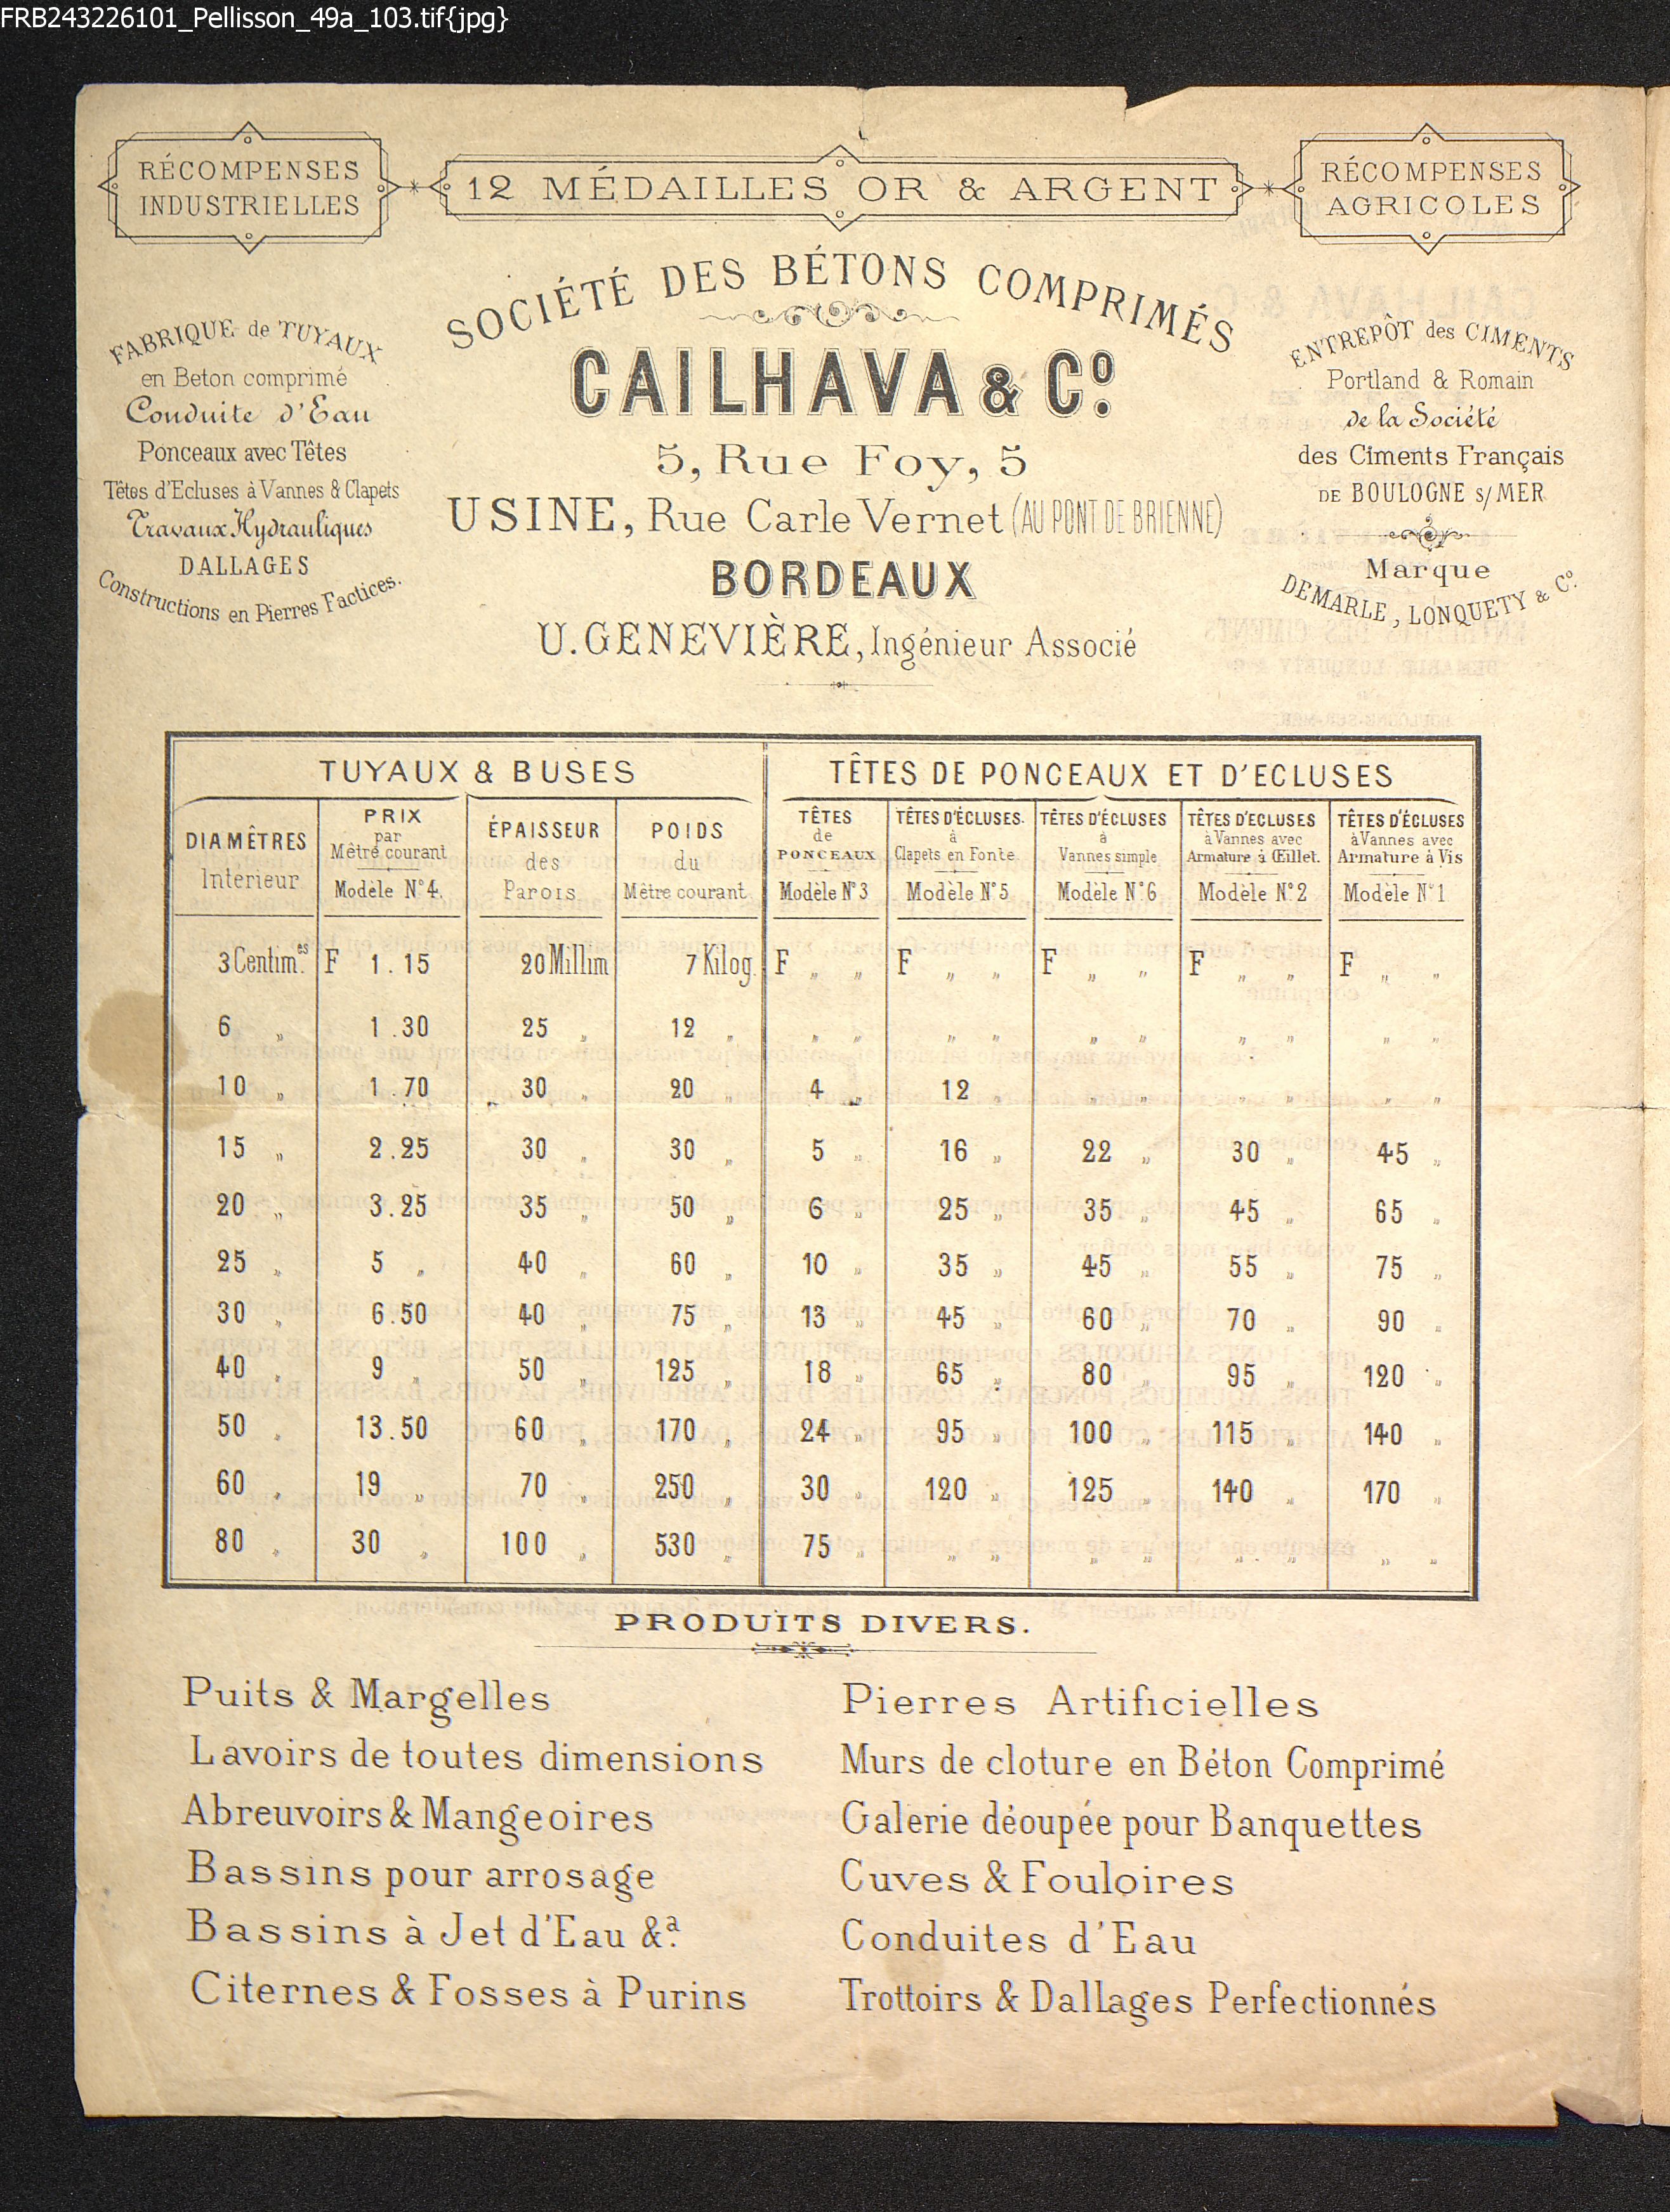 FRB243226101_Pellisson_49a_103.tif{jpg}
RÉCOMPENSES
INDUSTRIELLES
12 MÉDAILLES OR & ARGENT
RÉCOMPENSES
AGRICOLES
SOCIÉTÉ DES BÉTONS COMPRIMÉS
CAILHAVA & Cº.
5, Rue Foy, 5
USINE, Rue Carle Vernet (AU PONT DE BRIENNE)
BORDEAUX
U. GENEVIÈRE, Ingénieur Associé
FABRIQUE de TUYAUX
en Beton comprimé
Conduite d'Eau
Ponceaux avec Têtes
Têtes d'Ecluses à Vannes & Clapets
Travaux Hydrauliques
DALLAGES
Constructions en Pierres Factices.
ENTREPÔT des CIMENTS
Portland & Romain
de la Société
des Ciments Français
DE BOULOGNE S/MER
Marque
DEMARLE, LONQUETY & Cº.
TUYAUX & BUSES
TÊTES DE PONCEAUX ET D'ECLUSES
DIAMÊTRES
Interieur
PRIX
par
Mêtre courant
Modèle Nº 4.
ÉPAISSEUR
des
Parois
POIDS
du
Mêtre courant
TÊTES
de
PONCEAUX
Modèle Nº 3
TÊTES D'ÉCLUSES.
à
Clapets en Fonte
Modèle Nº 5
TÊTES D'ÉCLUSES
à
Vannes simple
Modèle Nº 6
TÊTES D'ECLUSES
à Vannes avec
Armature à Œillet.
Modèle Nº 2
TÊTES D'ÉCLUSES
à Vannes avec
Armature à Vis
Modèle Nº 1
3 Centim.es F 1.15 20 Millim 7 Kilog. F „ „ F „ „ F „ „ F „ „ F „ „
6 „ 1.30 25 „ 12 „ „ „ „ „ „ „ „ „ „ „
10 „ 1.70 30 „ 20 „ 4 „ 12 „ „ „ „ „ „ „
15 „ 2.25 30 „ 30 „ 5 „ 16 „ 22 „ 30 „ 45 „
20 „ 3.25 35 „ 50 „ 6 „ 25 „ 35 „ 45 „ 65 „
25 „ 5 „ 40 „ 60 „ 10 „ 35 „ 45 „ 55 „ 75 „
30 „ 6.50 40 „ 75 „ 13 „ 45 „ 60 „ 70 „ 90 „
40 „ 9 „ 50 „ 125 „ 18 „ 65 „ 80 „ 95 „ 120 „
50 „ 13.50 60 „ 170 „ 24 „ 95 „ 100 „ 115 „ 140 „
60 „ 19 „ 70 „ 250 „ 30 „ 120 „ 125 „ 140 „ 170 „
80 „ 30 „ 100 „ 530 „ 75 „ „ „ „ „ „ „ „ „
PRODUITS DIVERS.
Puits & Margelles
Lavoirs de toutes dimensions
Abreuvoirs & Mangeoires
Bassins pour arrosage
Bassins à Jet d'Eau &ª.
Citernes & Fosses à Purins
Pierres Artificielles
Murs de cloture en Béton Comprimé
Galerie découpée pour Banquettes
Cuves & Fouloires
Conduites d'Eau
Trottoirs & Dallages Perfectionnés